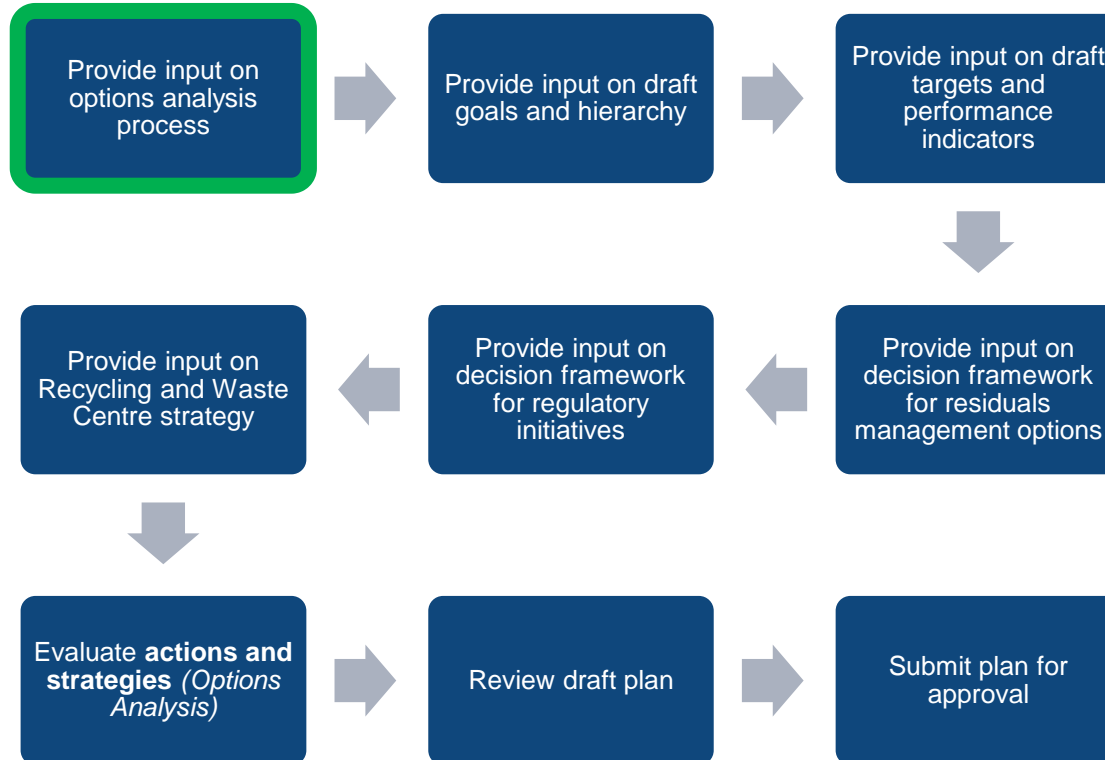 Provide input on
options analysis
process
Provide input on draft
goals and hierarchy
Provide input on draft
targets and
performance
indicators
Provide input on
decision framework
for residuals
management options
Provide input on
decision framework
for regulatory
initiatives
Provide input on
Recycling and Waste
Centre strategy
Evaluate actions and
strategies (Options
Analysis)
Review draft plan
Submit plan for
approval